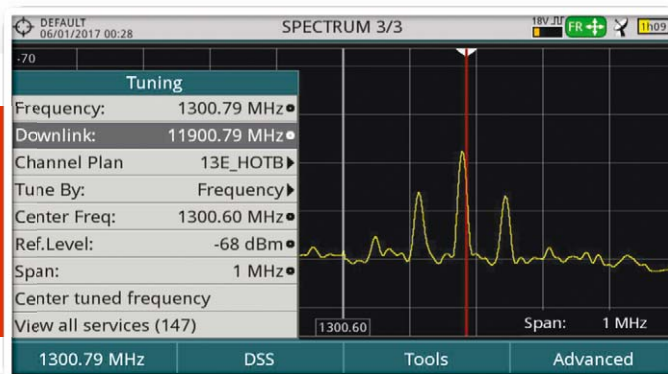 DEFAULT
06/01/2017 00:28
SPECTRUM 3/3
18V
FR
1h09
-70
Tuning
Frequency: 1300.79 MHz
Downlink: 11900.79 MHz
Channel Plan 13E_HOTB
Tune By: Frequency
Center Freq: 1300.60 MHz
Ref.Level: -68 dBm
Span: 1 MHz
Center tuned frequency
View all services (147)
1300.60
Span: 1 MHz
1300.79 MHz
DSS
Tools
Advanced